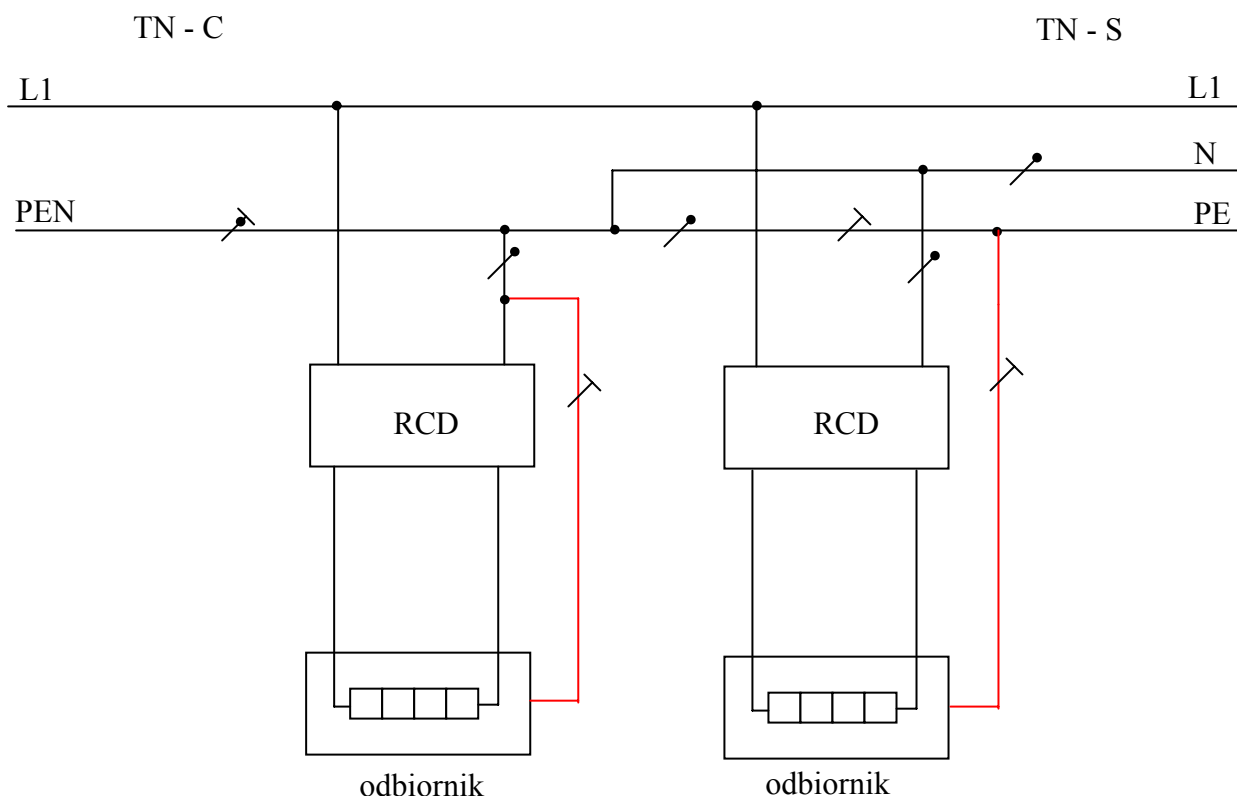 TN - C
TN - S
L1
L1
N
PEN
PE
RCD
RCD
odbiornik
odbiornik